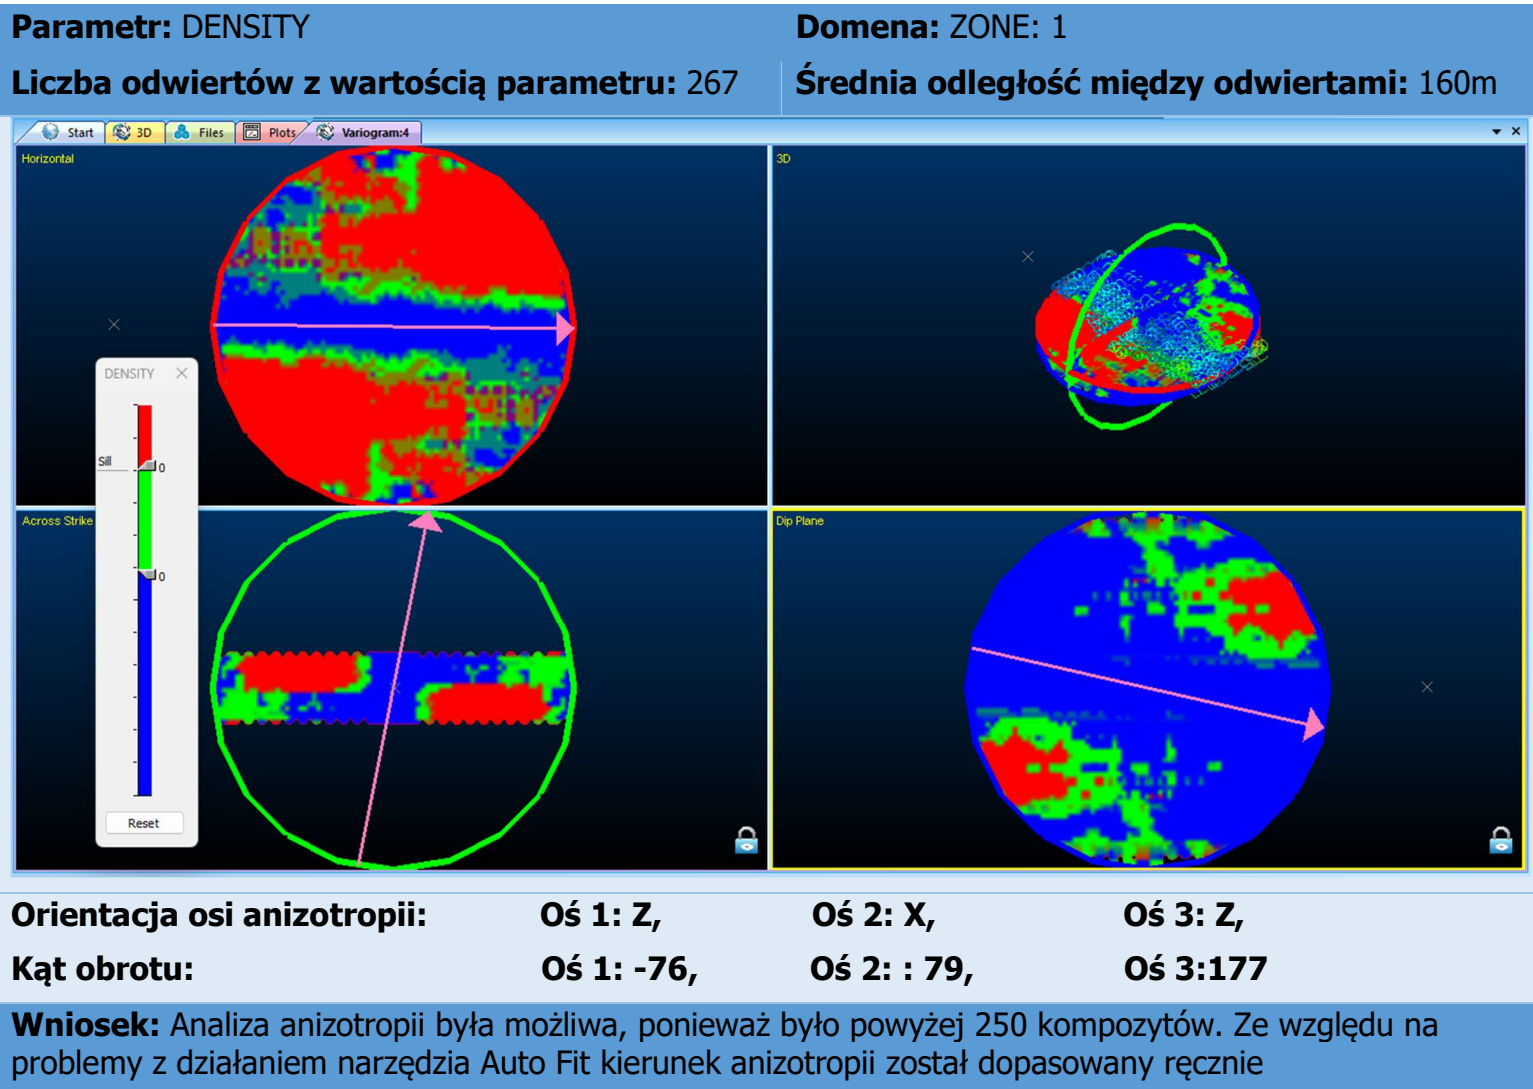 Parametr: DENSITY
Domena: ZONE: 1
Liczba odwiertów z wartością parametru: 267
Średnia odległość między odwiertami: 160m
Start 3D Files Plots Variogram:4
Horizontal
3D
DENSITY
Sill
0
0
Reset
Across Strike
Dip Plane
Orientacja osi anizotropii: Oś 1: Z, Oś 2: X, Oś 3: Z,
Kąt obrotu: Oś 1: -76, Oś 2: : 79, Oś 3:177
Wniosek: Analiza anizotropii była możliwa, ponieważ było powyżej 250 kompozytów. Ze względu na
problemy z działaniem narzędzia Auto Fit kierunek anizotropii został dopasowany ręcznie